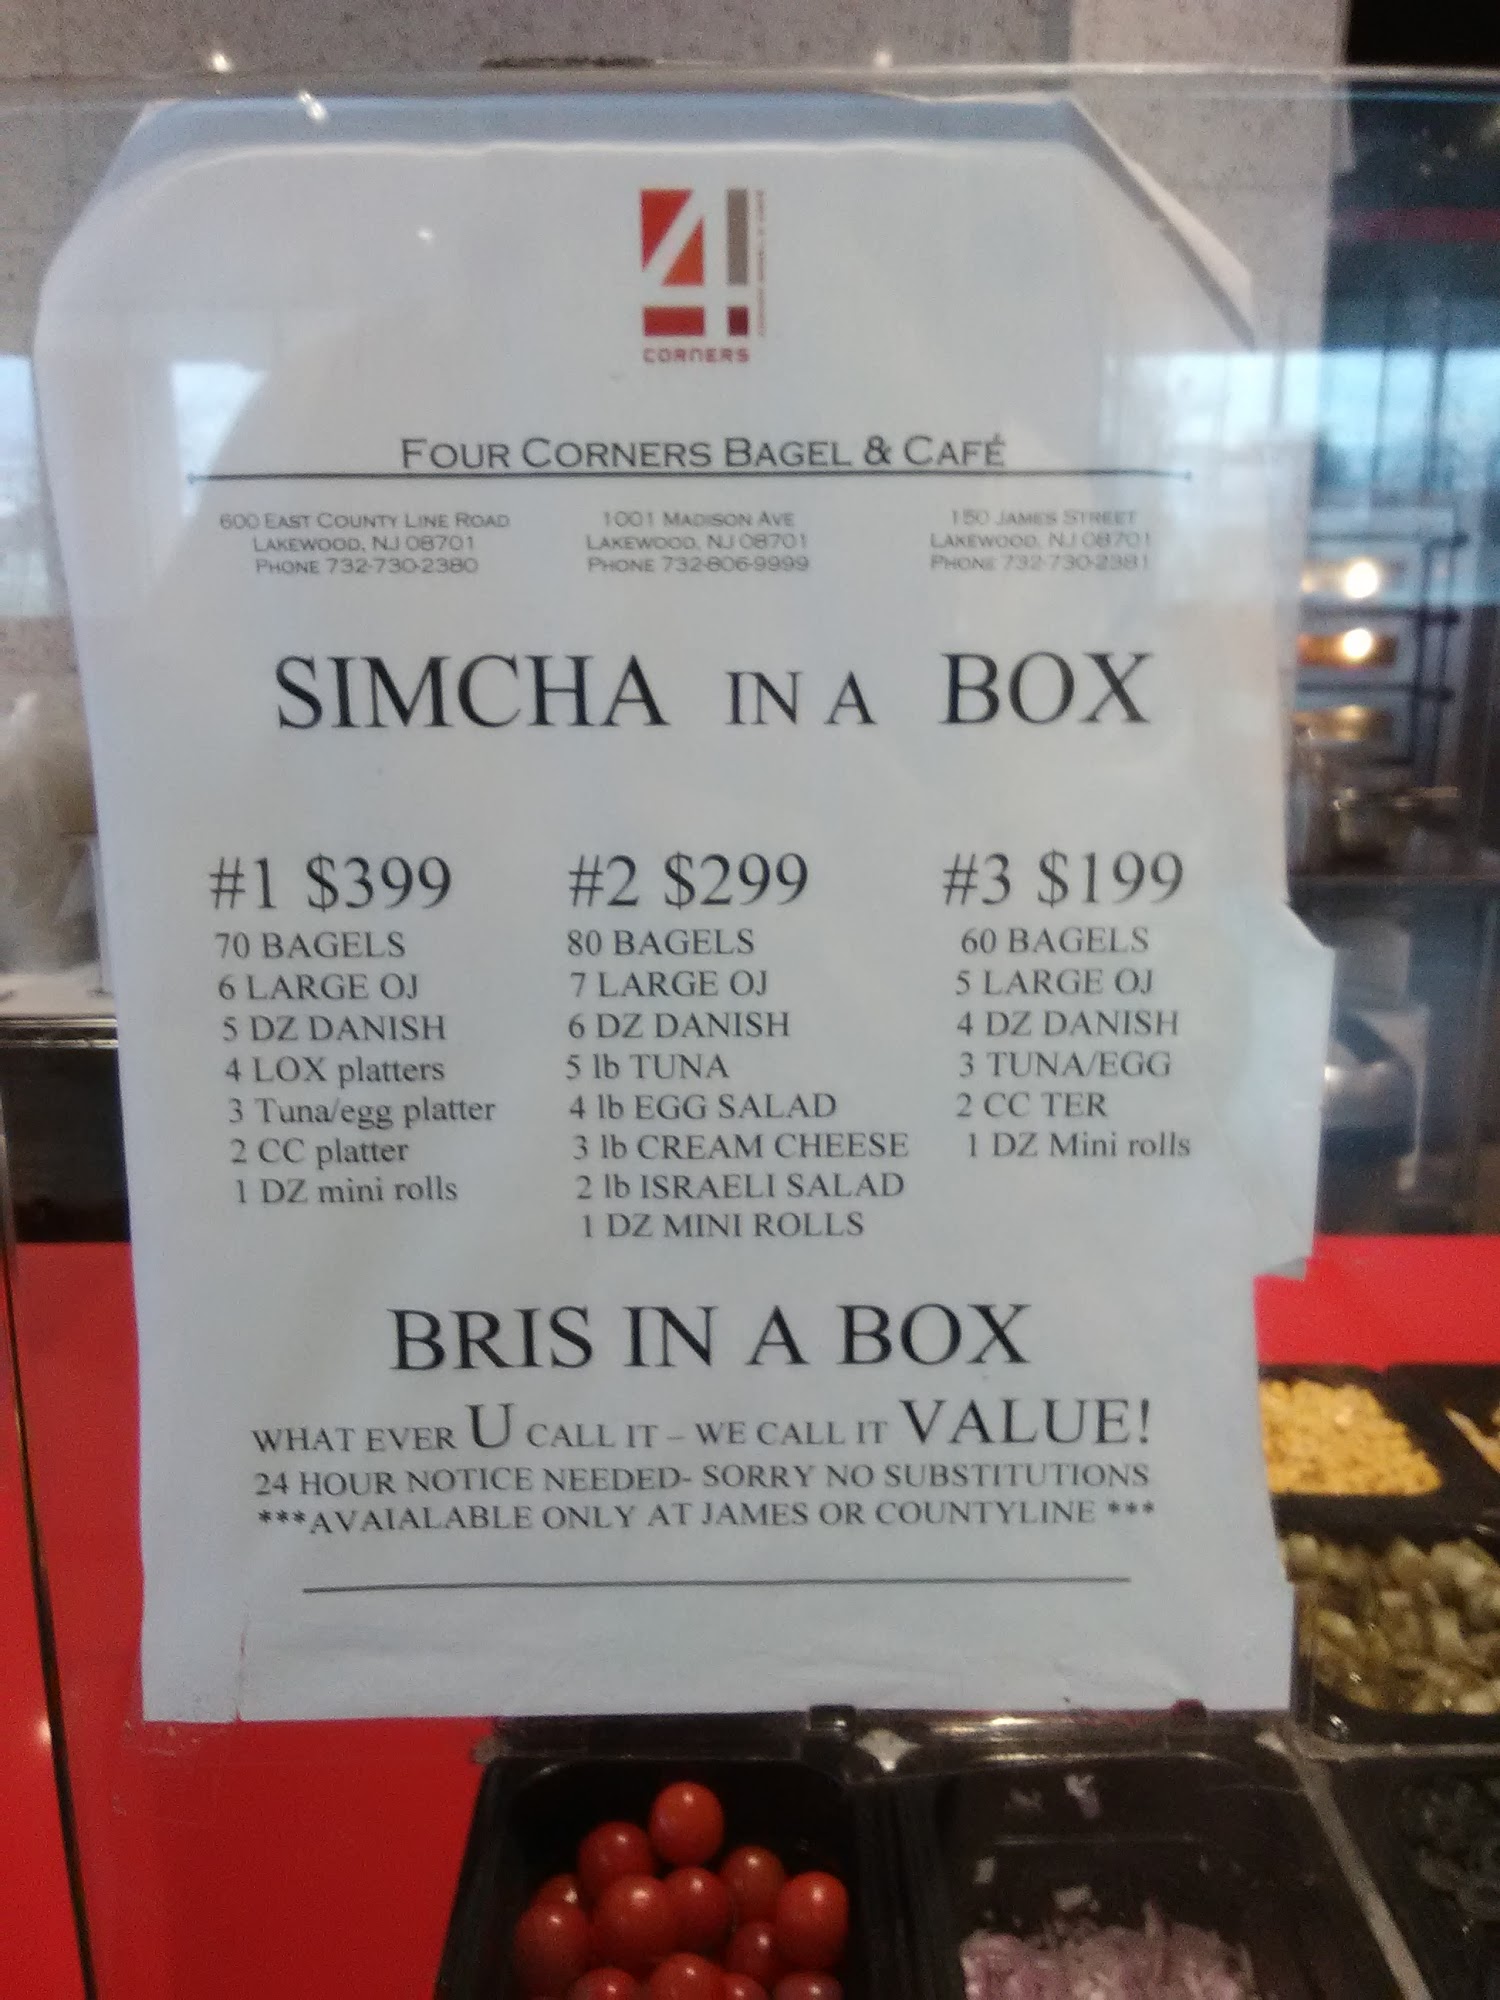 4
CORNERS
FOUR CORNERS BAGEL & CAFÉ
600 EAST COUNTY LINE ROAD
LAKEWOOD, NJ 08701
PHONE 732-730-2380
1001 MADISON AVE
LAKEWOOD, NJ 08701
PHONE 732-806-9999
150 JAMES STREET
LAKEWOOD, NJ 08701
PHONE 732-730-2381
SIMCHA IN A BOX
#1 $399
70 BAGELS
6 LARGE OJ
5 DZ DANISH
4 LOX platters
3 Tuna/egg platter
2 CC platter
1 DZ mini rolls
#2 $299
80 BAGELS
7 LARGE OJ
6 DZ DANISH
5 lb TUNA
4 lb EGG SALAD
3 lb CREAM CHEESE
2 lb ISRAELI SALAD
1 DZ MINI ROLLS
#3 $199
60 BAGELS
5 LARGE OJ
4 DZ DANISH
3 TUNA/EGG
2 CC TER
1 DZ Mini rolls
BRIS IN A BOX
WHAT EVER U CALL IT – WE CALL IT VALUE!
24 HOUR NOTICE NEEDED- SORRY NO SUBSTITUTIONS
***AVAIALABLE ONLY AT JAMES OR COUNTYLINE ***